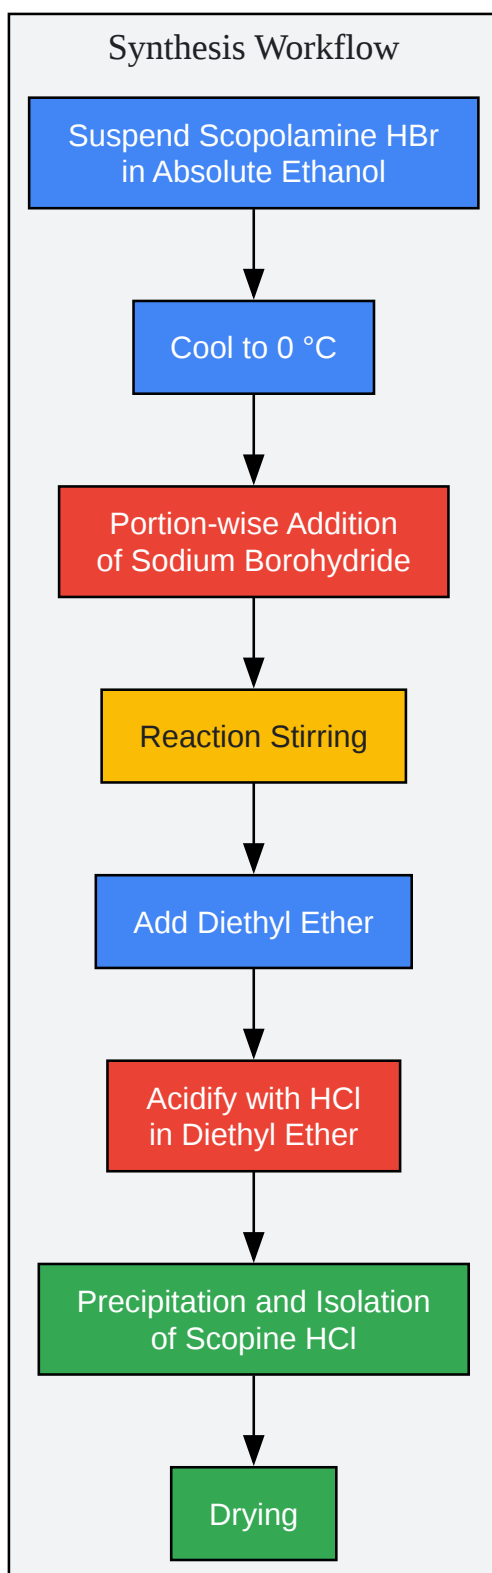 Synthesis Workflow
Suspend Scopolamine HBr
in Absolute Ethanol
Cool to 0 °C
Portion-wise Addition
of Sodium Borohydride
Reaction Stirring
Add Diethyl Ether
Acidify with HCl
in Diethyl Ether
Precipitation and Isolation
of Scopine HCl
Drying